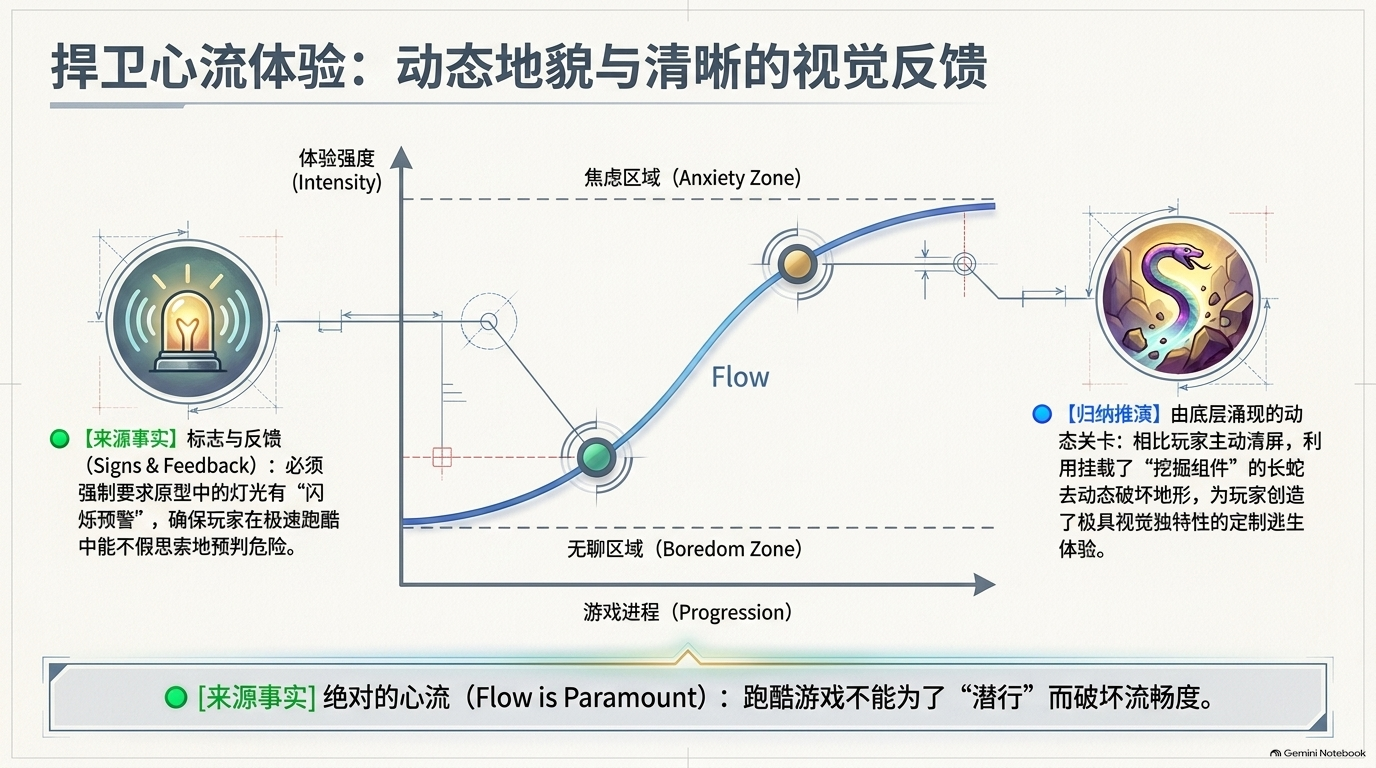 捍卫心流体验：动态地貌与清晰的视觉反馈
体验强度
(Intensity)
焦虑区域（Anxiety Zone）
Flow
无聊区域（Boredom Zone）
游戏进程（Progression）
【来源事实】标志与反馈
（Signs & Feedback）：必须
强制要求原型中的灯光有“闪
烁预警”，确保玩家在极速跑酷
中能不假思索地预判危险。
【归纳推演】由底层涌现的动
态关卡：相比玩家主动清屏，利
用挂载了“挖掘组件”的长蛇
去动态破坏地形，为玩家创造
了极具视觉独特性的定制逃生
体验。
[来源事实] 绝对的心流（Flow is Paramount）：跑酷游戏不能为了“潜行”而破坏流畅度。
Gemini Notebook